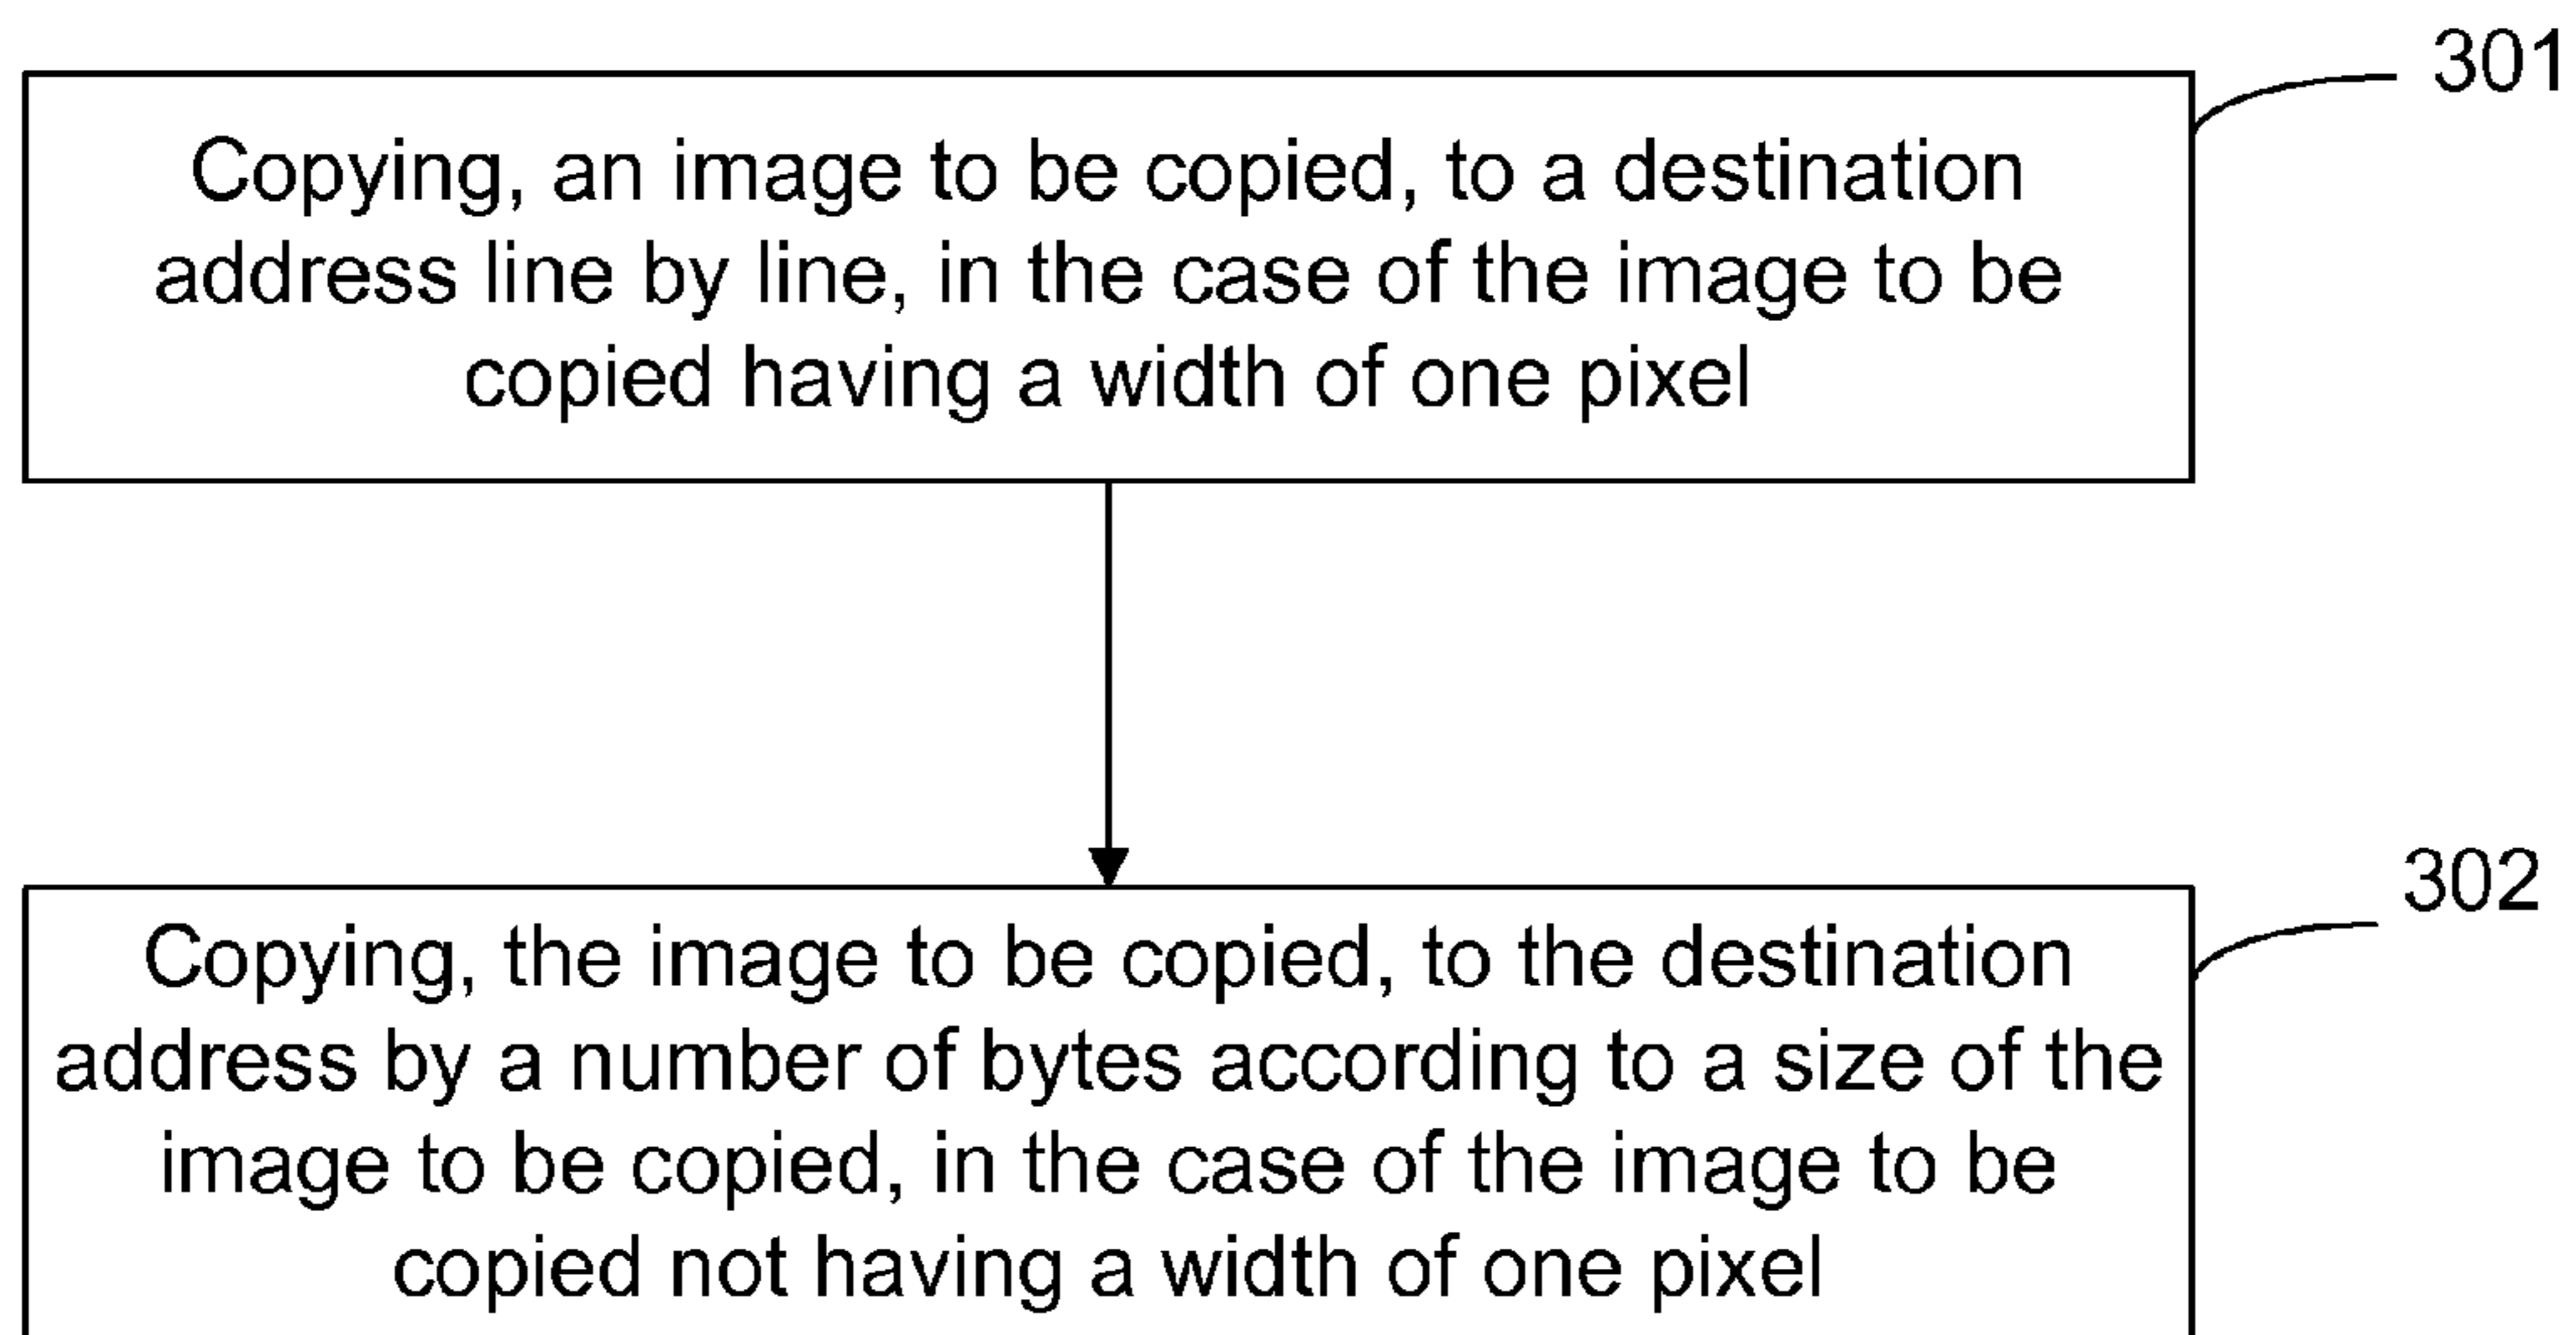 301
Copying, an image to be copied, to a destination
address line by line, in the case of the image to be
copied having a width of one pixel
302
Copying, the image to be copied, to the destination
address by a number of bytes according to a size of the
image to be copied, in the case of the image to be
copied not having a width of one pixel